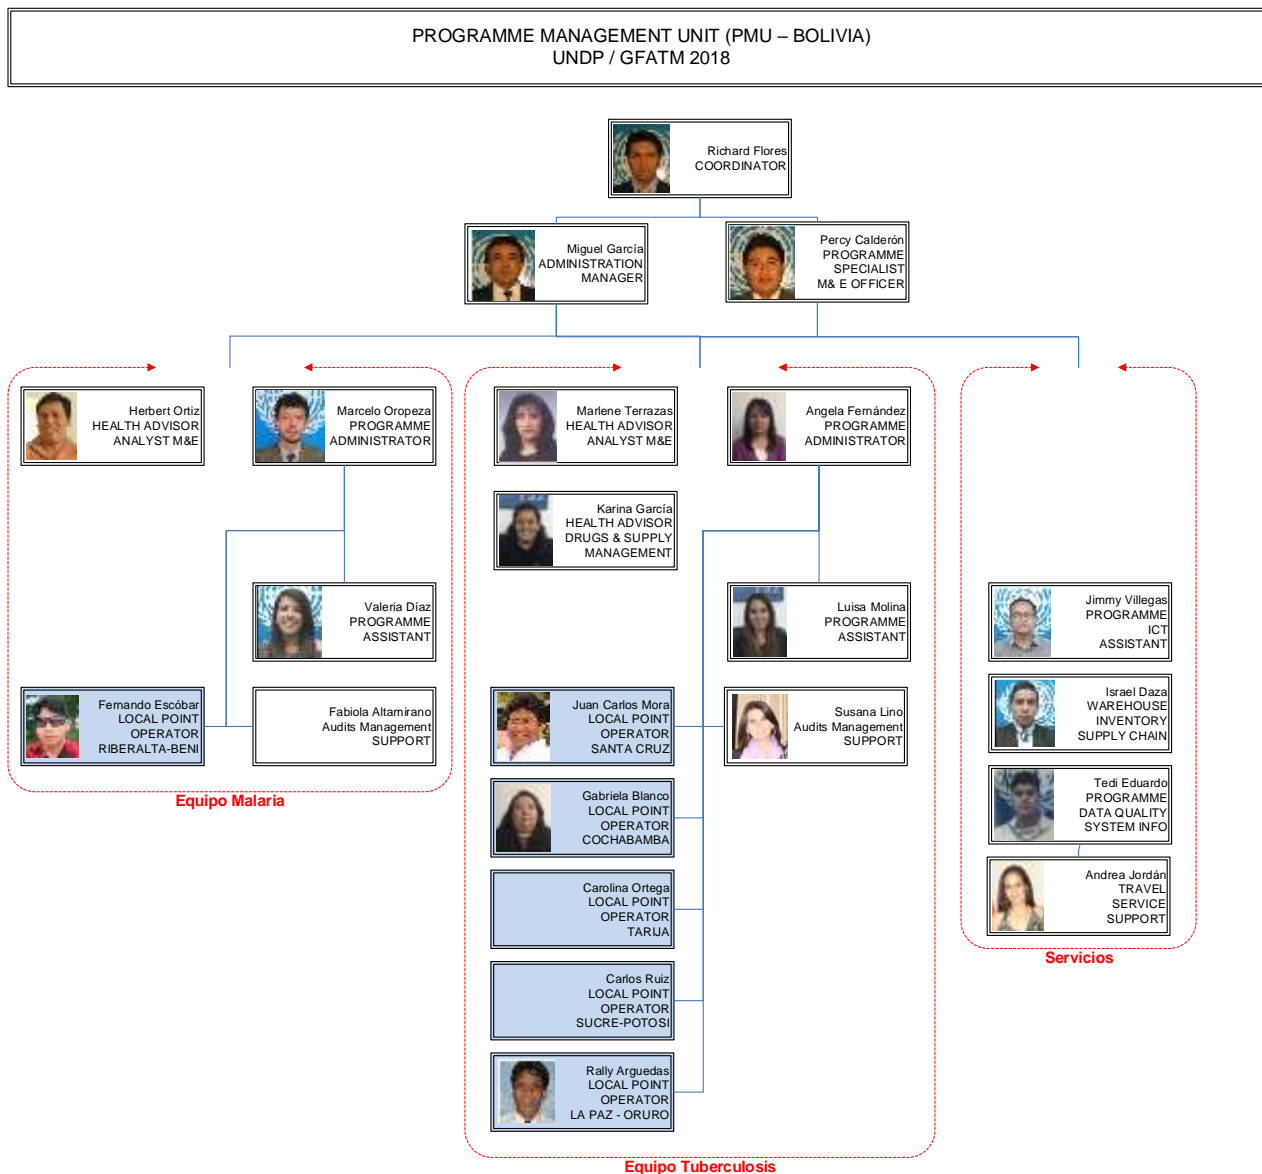 PROGRAMME MANAGEMENT UNIT (PMU – BOLIVIA)
UNDP / GFATM 2018
Richard Flores
COORDINATOR
Miguel García
ADMINISTRATION
MANAGER
Percy Calderón
PROGRAMME
SPECIALIST
M& E OFFICER
Herbert Ortiz
HEALTH ADVISOR
ANALYST M&E
Marcelo Oropeza
PROGRAMME
ADMINISTRATOR
Valeria Díaz
PROGRAMME
ASSISTANT
Fernando Escóbar
LOCAL POINT
OPERATOR
RIBERALTA-BENI
Fabiola Altamirano
Audits Management
SUPPORT
Equipo Malaria
Marlene Terrazas
HEALTH ADVISOR
ANALYST M&E
Angela Fernández
PROGRAMME
ADMINISTRATOR
Karina García
HEALTH ADVISOR
DRUGS & SUPPLY
MANAGEMENT
Luisa Molina
PROGRAMME
ASSISTANT
Juan Carlos Mora
LOCAL POINT
OPERATOR
SANTA CRUZ
Susana Lino
Audits Management
SUPPORT
Gabriela Blanco
LOCAL POINT
OPERATOR
COCHABAMBA
Carolina Ortega
LOCAL POINT
OPERATOR
TARIJA
Carlos Ruiz
LOCAL POINT
OPERATOR
SUCRE-POTOSI
Rally Arguedas
LOCAL POINT
OPERATOR
LA PAZ - ORURO
Equipo Tuberculosis
Jimmy Villegas
PROGRAMME
ICT
ASSISTANT
Israel Daza
WAREHOUSE
INVENTORY
SUPPLY CHAIN
Tedi Eduardo
PROGRAMME
DATA QUALITY
SYSTEM INFO
Andrea Jordán
TRAVEL
SERVICE
SUPPORT
Servicios